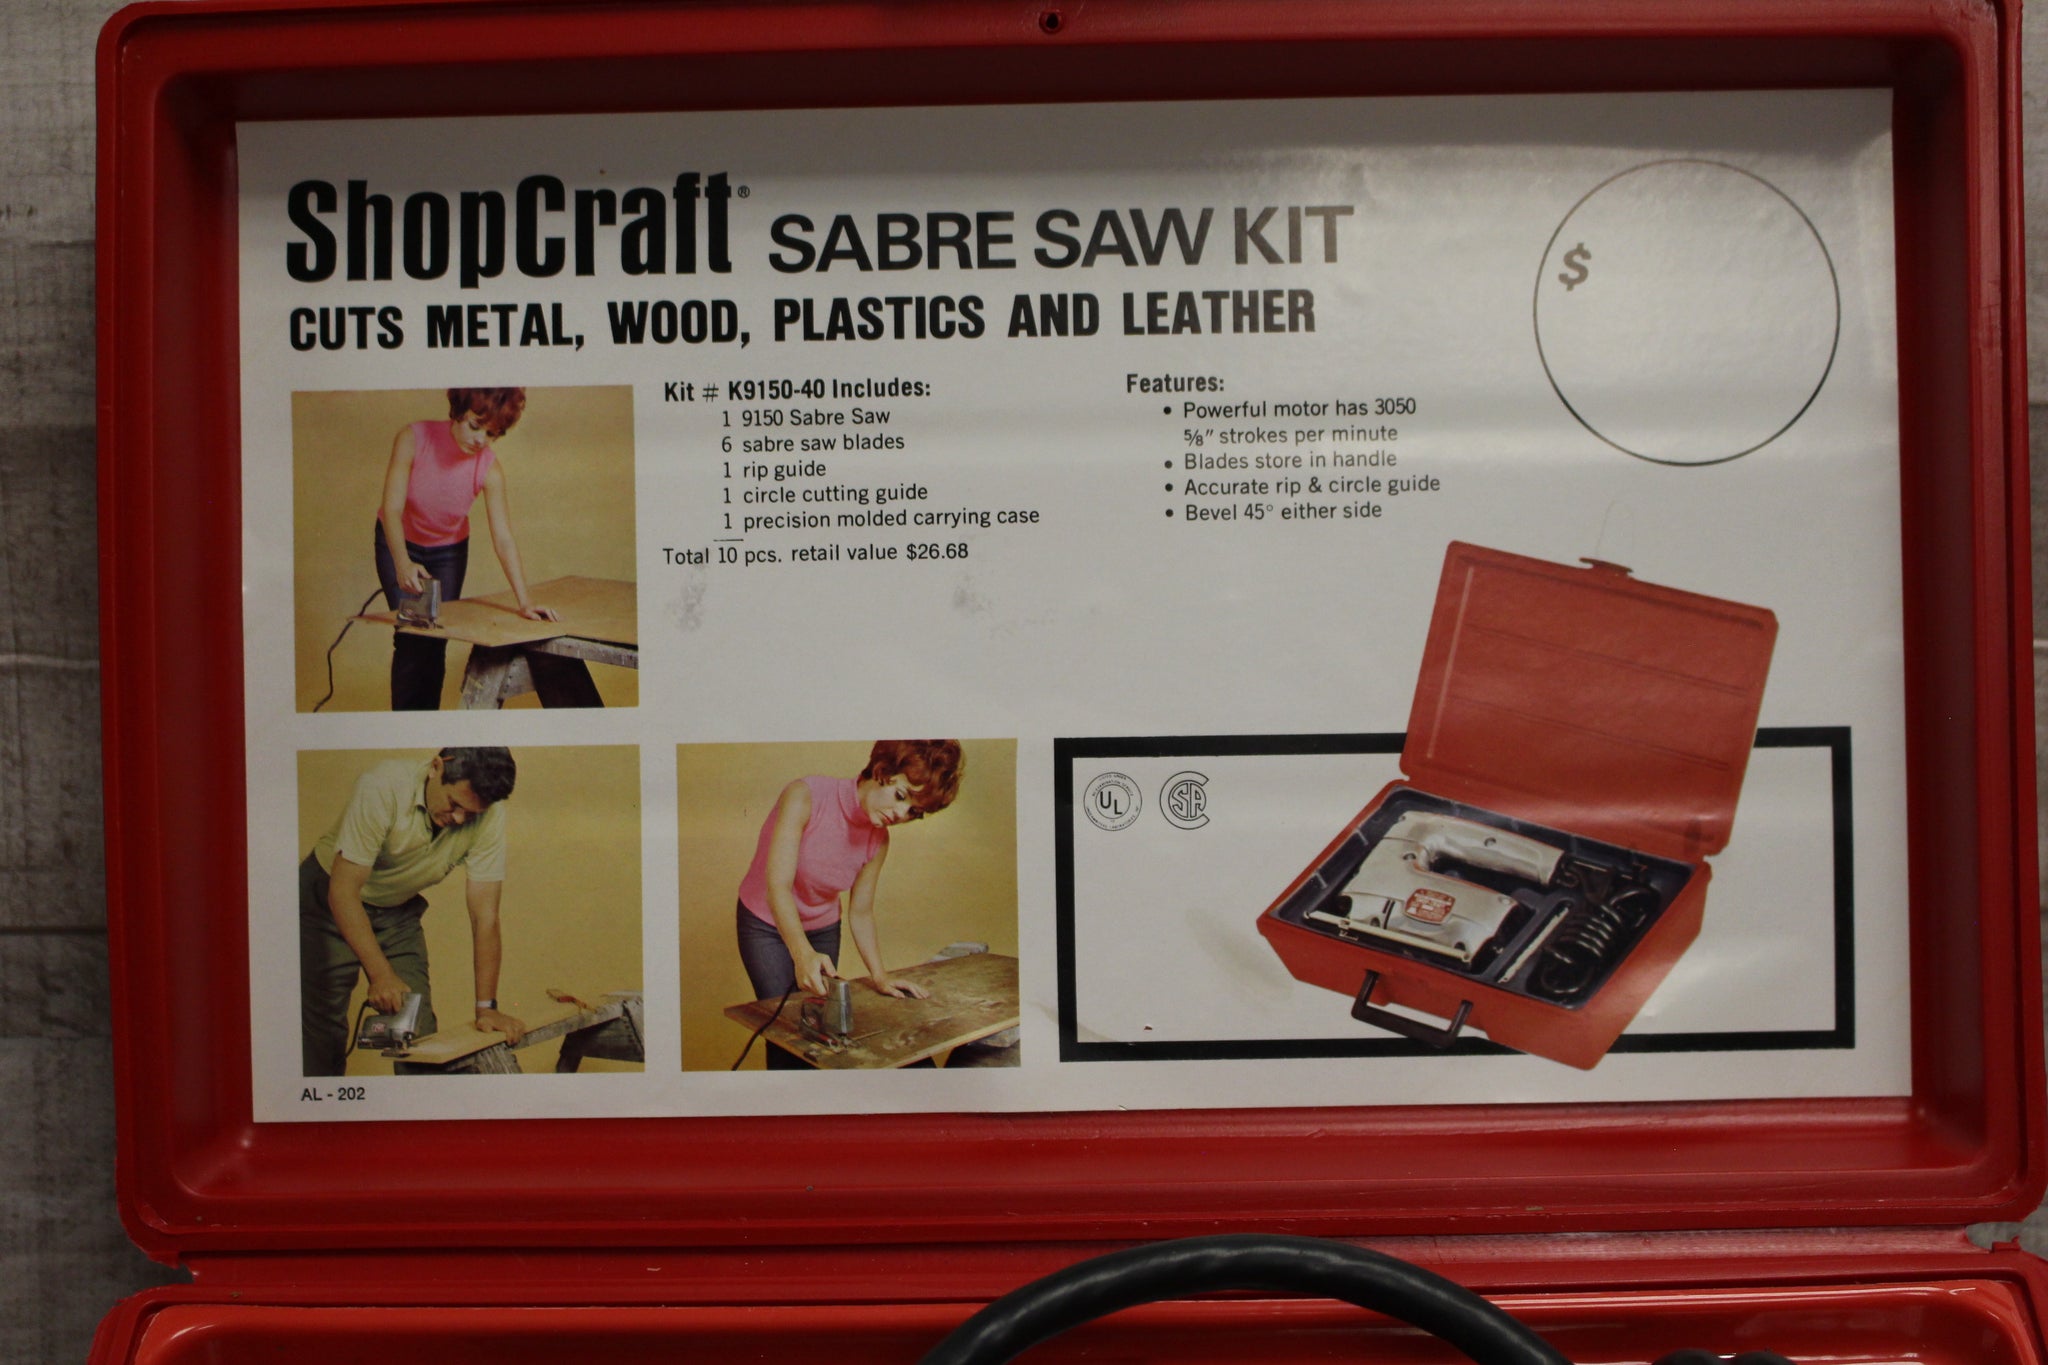 ShopCraft® SABRE SAW KIT
CUTS METAL, WOOD, PLASTICS AND LEATHER
Kit # K9150-40 Includes:
1 9150 Sabre Saw
6 sabre saw blades
1 rip guide
1 circle cutting guide
1 precision molded carrying case
Total 10 pcs. retail value $26.68
Features:
• Powerful motor has 3050
5/8" strokes per minute
• Blades store in handle
• Accurate rip & circle guide
• Bevel 45° either side
$
UL
CSA
AL - 202